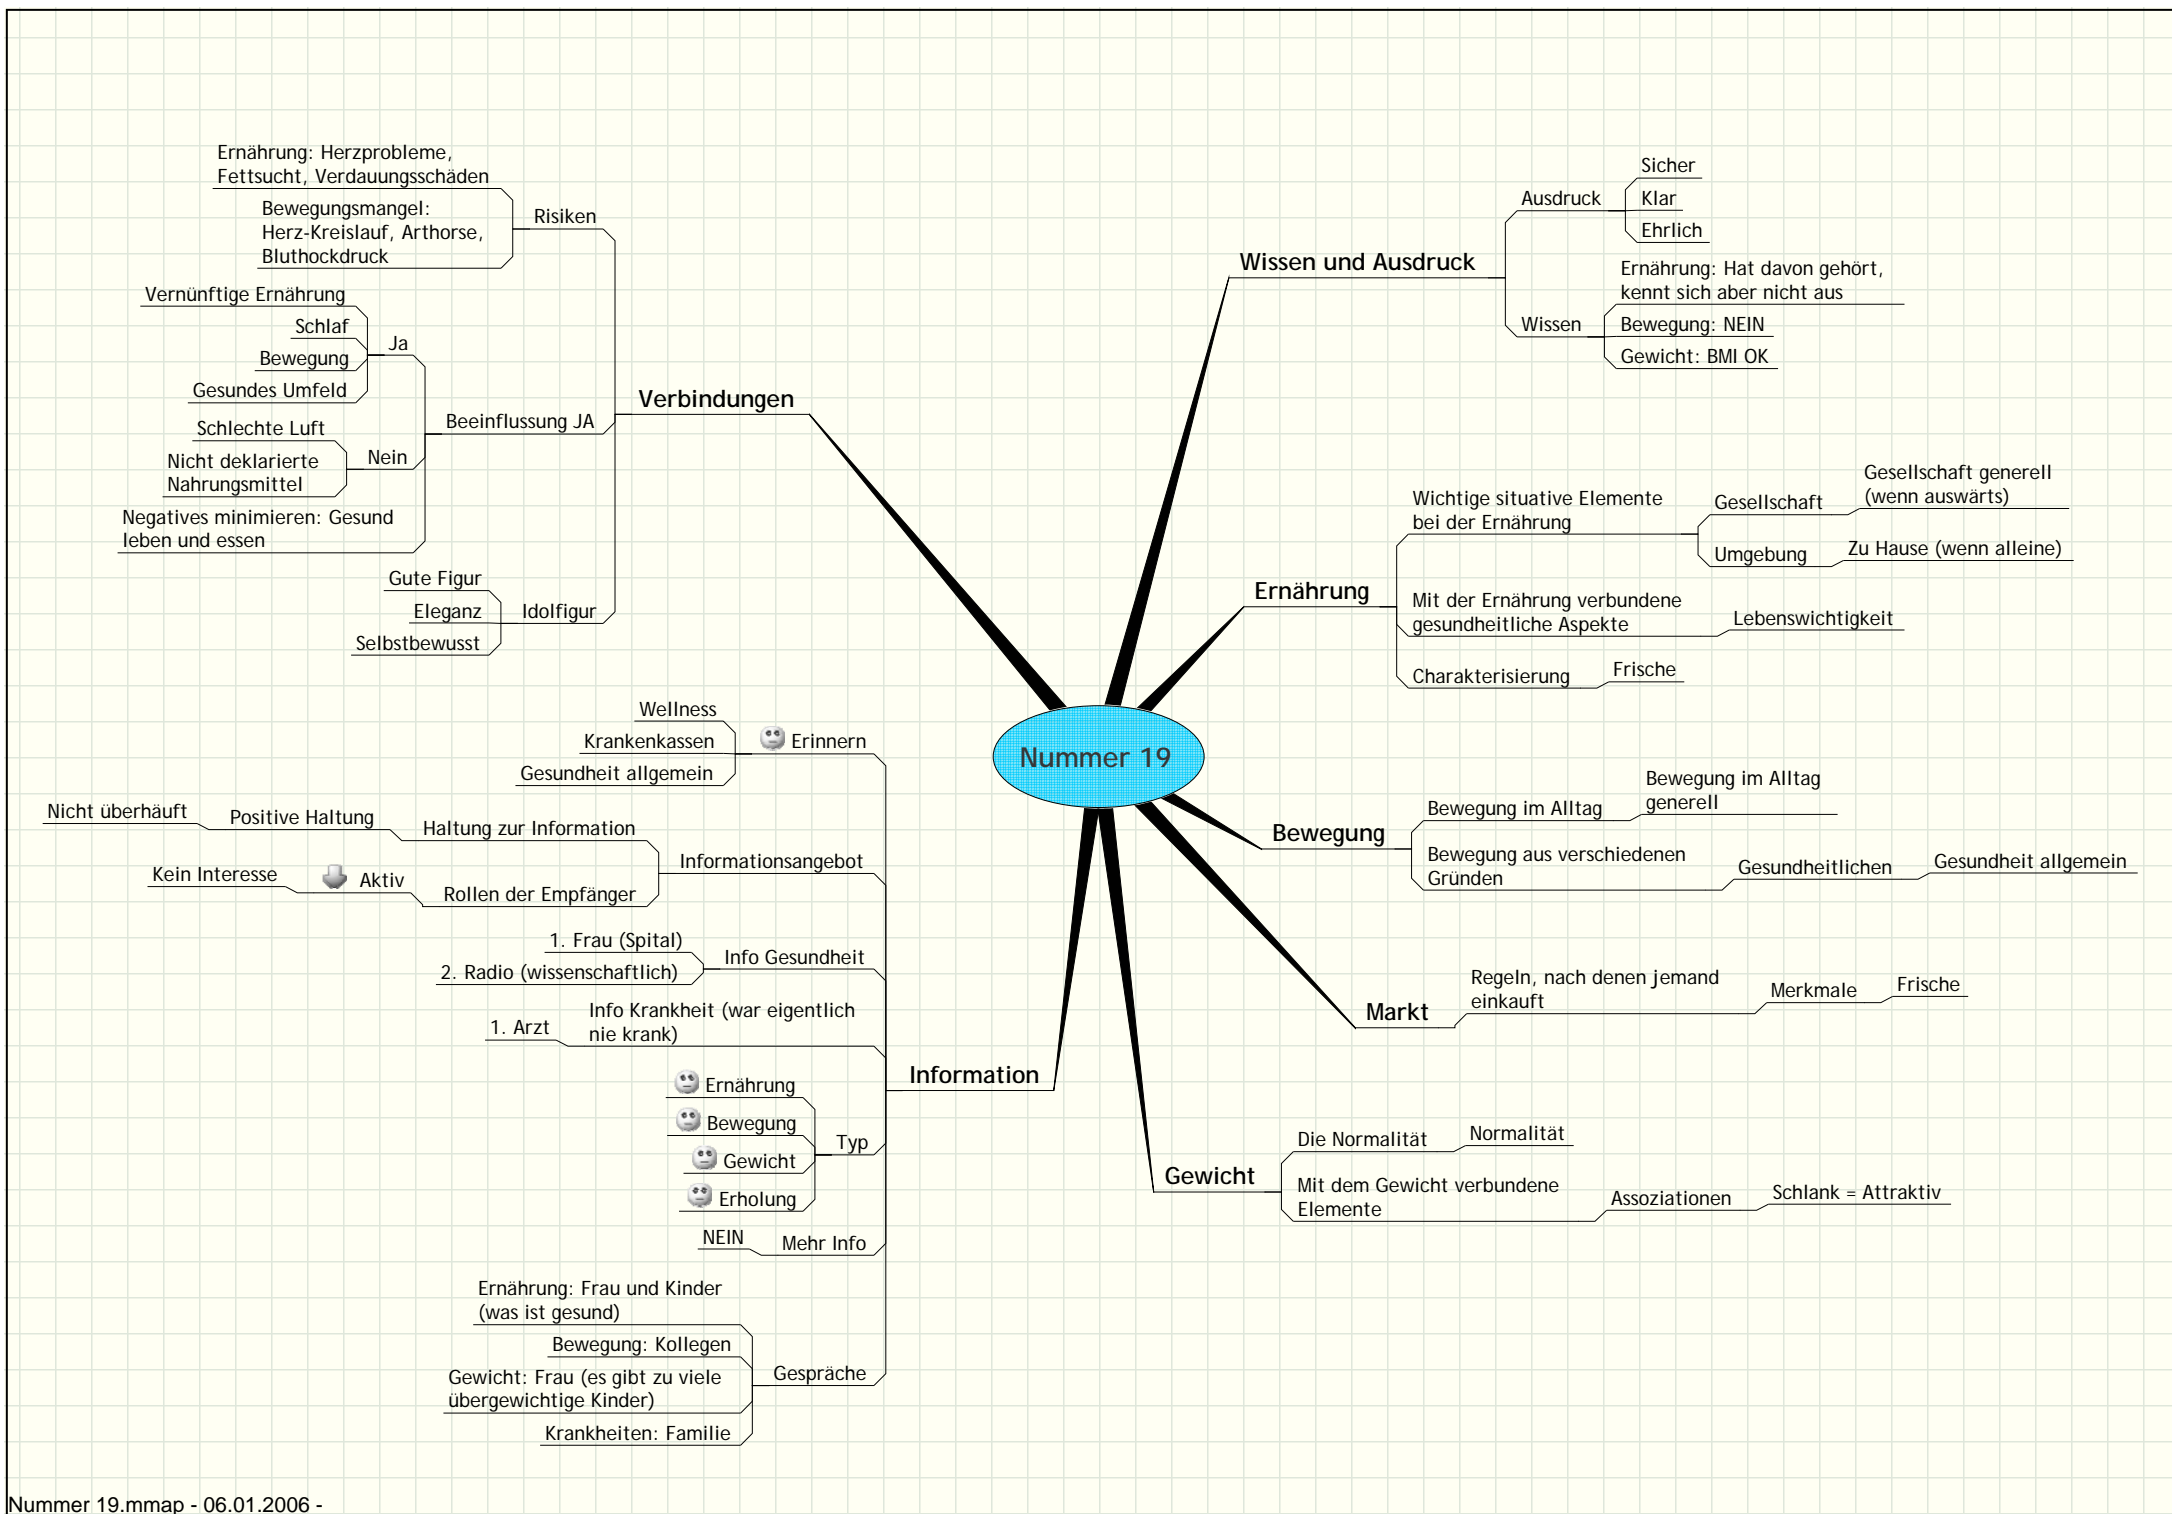 Ernährung: Herzprobleme,
Fettsucht, Verdauungsschäden
Bewegungsmangel:
Herz-Kreislauf, Arthorse,
Bluthockdruck
Risiken
Vernünftige Ernährung
Schlaf
Bewegung
Gesundes Umfeld
Ja
Schlechte Luft
Nicht deklarierte
Nahrungsmittel
Nein
Negatives minimieren: Gesund
leben und essen
Beeinflussung JA
Gute Figur
Eleganz
Selbstbewusst
Idolfigur
Verbindungen
Wellness
Krankenkassen
Gesundheit allgemein
Erinnern
Nicht überhäuft
Positive Haltung
Haltung zur Information
Kein Interesse
Aktiv
Rollen der Empfänger
Informationsangebot
1. Frau (Spital)
2. Radio (wissenschaftlich)
Info Gesundheit
1. Arzt
Info Krankheit (war eigentlich
nie krank)
Ernährung
Bewegung
Gewicht
Erholung
Typ
NEIN
Mehr Info
Ernährung: Frau und Kinder
(was ist gesund)
Bewegung: Kollegen
Gewicht: Frau (es gibt zu viele
übergewichtige Kinder)
Krankheiten: Familie
Gespräche
Information
Nummer 19
Wissen und Ausdruck
Ausdruck
Sicher
Klar
Ehrlich
Wissen
Ernährung: Hat davon gehört,
kennt sich aber nicht aus
Bewegung: NEIN
Gewicht: BMI OK
Ernährung
Wichtige situative Elemente
bei der Ernährung
Gesellschaft
Gesellschaft generell
(wenn auswärts)
Umgebung
Zu Hause (wenn alleine)
Mit der Ernährung verbundene
gesundheitliche Aspekte
Lebenswichtigkeit
Charakterisierung
Frische
Bewegung
Bewegung im Alltag
Bewegung im Alltag
generell
Bewegung aus verschiedenen
Gründen
Gesundheitlichen
Gesundheit allgemein
Markt
Regeln, nach denen jemand
einkauft
Merkmale
Frische
Gewicht
Die Normalität
Normalität
Mit dem Gewicht verbundene
Elemente
Assoziationen
Schlank = Attraktiv
Nummer 19.mmap - 06.01.2006 -